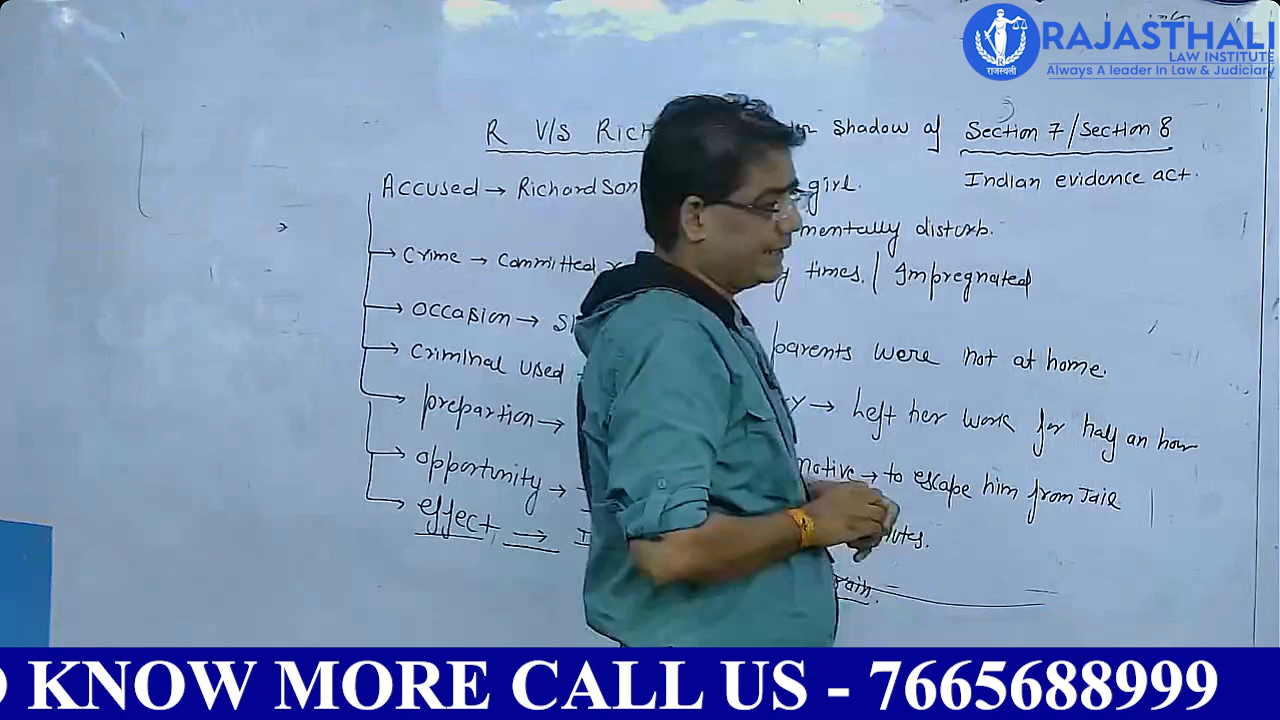 RAJASTHALI
LAW INSTITUTE
राजस्थली
Always A leader In Law & Judiciary
R V/S Rich Shadow of Section 7/Section 8
Indian evidence act.
Accused → Richardson girl.
mentally disturb.
Crime → Committed times. / Impregnated
occasion →
parents were not at home.
Criminal used
prepartion → → Left her work for half an hour
opportunity → motive → to escape him from Jail
effect →
KNOW MORE CALL US - 7665688999